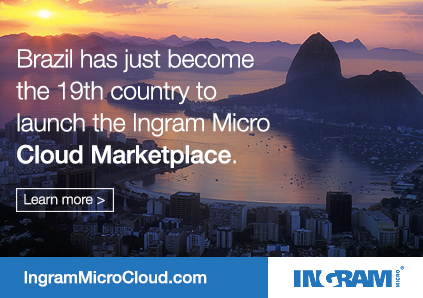 Brazil has just become
the 19th country to
launch the Ingram Micro
Cloud Marketplace.
Learn more >
IngramMicroCloud.com
INGRAM MICRO®